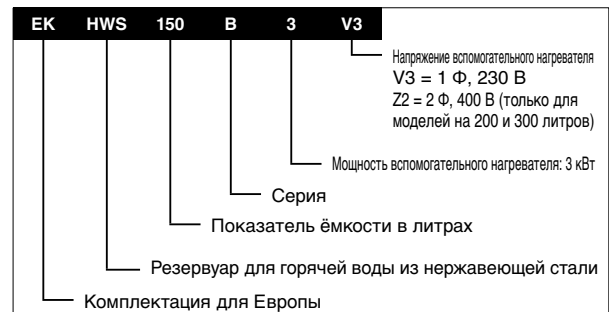 EK HWS 150 B 3 V3
Напряжение вспомогательного нагревателя
V3 = 1 Ф, 230 В
Z2 = 2 Ф, 400 В (только для
моделей на 200 и 300 литров)
Мощность вспомогательного нагревателя: 3 кВт
Серия
Показатель ёмкости в литрах
Резервуар для горячей воды из нержавеющей стали
Комплектация для Европы